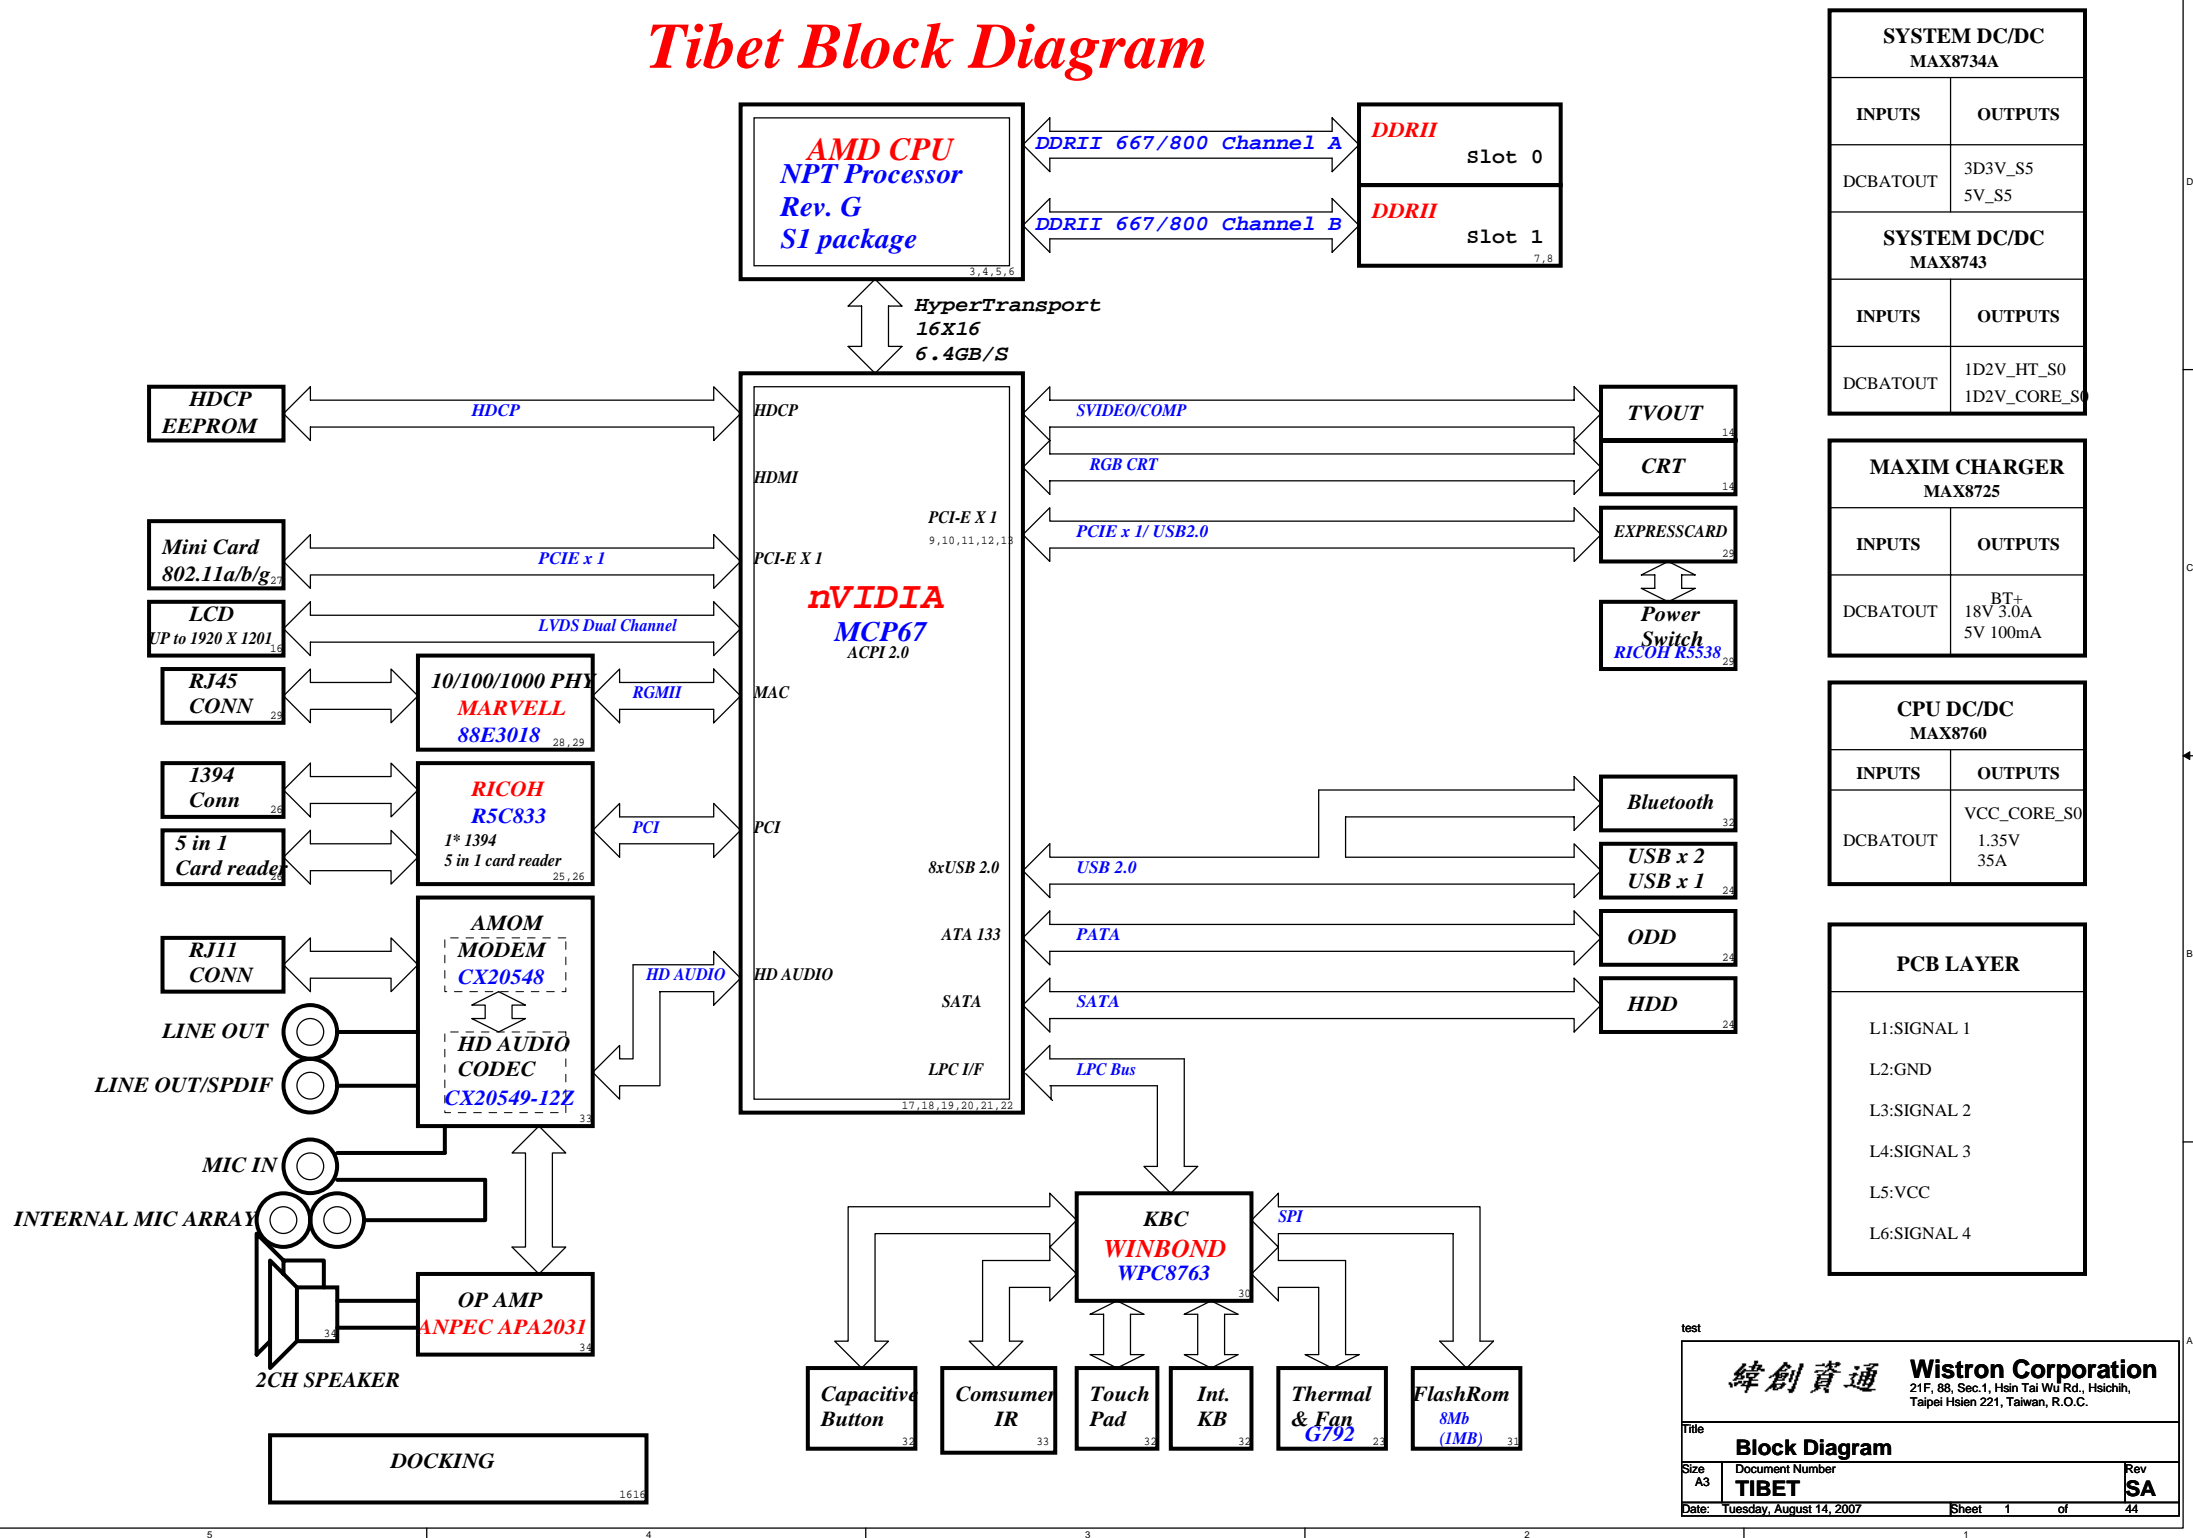 Tibet Block Diagram
AMD CPU
NPT Processor
Rev. G
S1 package
3,4,5,6
DDRII 667/800 Channel A
DDRII 667/800 Channel B
DDRII
Slot 0
DDRII
Slot 1
7,8
HyperTransport
16X16
6.4GB/S
HDCP
EEPROM
HDCP
HDCP
HDMI
PCI-E X 1
9,10,11,12,13
SVIDEO/COMP
TVOUT
14
RGB CRT
CRT
14
PCIE x 1/ USB2.0
EXPRESSCARD
29
Power
Switch
RICOH R5538
29
Mini Card
802.11a/b/g
27
PCIE x 1
PCI-E X 1
nVIDIA
MCP67
ACPI 2.0
LCD
UP to 1920 X 1201
16
LVDS Dual Channel
RJ45
CONN
29
10/100/1000 PHY
MARVELL
88E3018
28,29
RGMII
MAC
1394
Conn
26
5 in 1
Card reader
26
RICOH
R5C833
1* 1394
5 in 1 card reader
25,26
PCI
PCI
8xUSB 2.0
USB 2.0
Bluetooth
32
USB x 2
USB x 1
24
ATA 133
PATA
ODD
24
SATA
SATA
HDD
24
LPC I/F
LPC Bus
17,18,19,20,21,22
RJ11
CONN
AMOM
MODEM
CX20548
HD AUDIO
CODEC
CX20549-12Z
33
HD AUDIO
HD AUDIO
LINE OUT
LINE OUT/SPDIF
MIC IN
INTERNAL MIC ARRAY
34
2CH SPEAKER
OP AMP
ANPEC APA2031
34
KBC
WINBOND
WPC8763
30
SPI
Capacitive
Button
32
Comsumer
IR
33
Touch
Pad
32
Int.
KB
32
Thermal
& Fan
G792
23
FlashRom
8Mb
(1MB)
31
DOCKING
1616
SYSTEM DC/DC
MAX8734A
INPUTS OUTPUTS
DCBATOUT
3D3V_S5
5V_S5
SYSTEM DC/DC
MAX8743
INPUTS OUTPUTS
DCBATOUT
1D2V_HT_S0
1D2V_CORE_S0
MAXIM CHARGER
MAX8725
INPUTS OUTPUTS
DCBATOUT
BT+
18V 3.0A
5V 100mA
CPU DC/DC
MAX8760
INPUTS OUTPUTS
DCBATOUT
VCC_CORE_S0
1.35V
35A
PCB LAYER
L1:SIGNAL 1
L2:GND
L3:SIGNAL 2
L4:SIGNAL 3
L5:VCC
L6:SIGNAL 4
test
緯創資通
Wistron Corporation
21F, 88, Sec.1, Hsin Tai Wu Rd., Hsichih,
Taipei Hsien 221, Taiwan, R.O.C.
Title
Block Diagram
Size
A3
Document Number
TIBET
Rev
SA
Date: Tuesday, August 14, 2007 Sheet 1 of 44
D
C
B
A
5 4 3 2 1